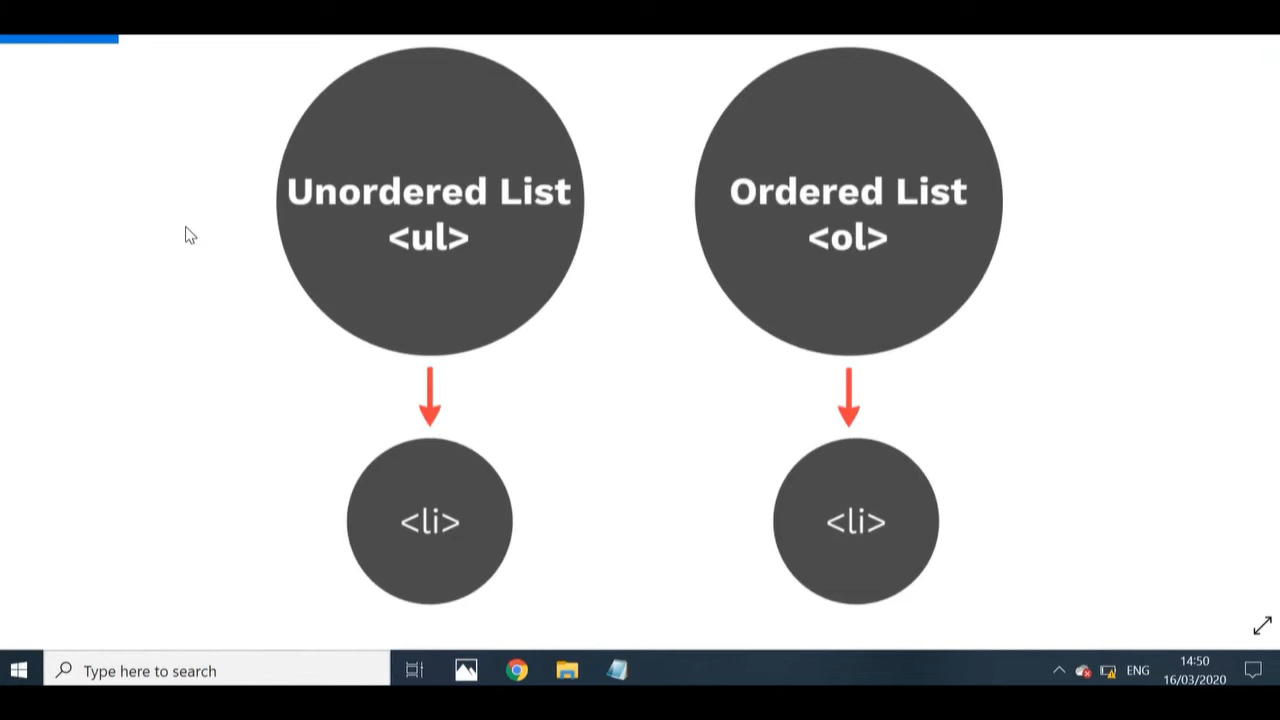 Unordered List
<ul>
Ordered List
<ol>
<li>
<li>
Type here to search
ENG
14:50
16/03/2020